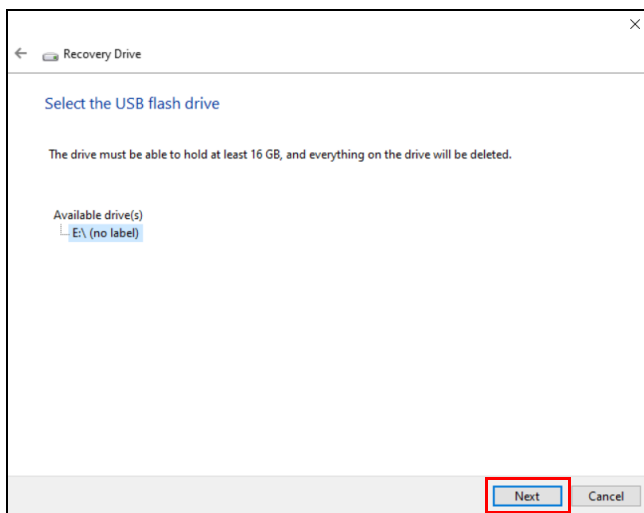 Recovery Drive
Select the USB flash drive
The drive must be able to hold at least 16 GB, and everything on the drive will be deleted.
Available drive(s)
E:\ (no label)
Next Cancel